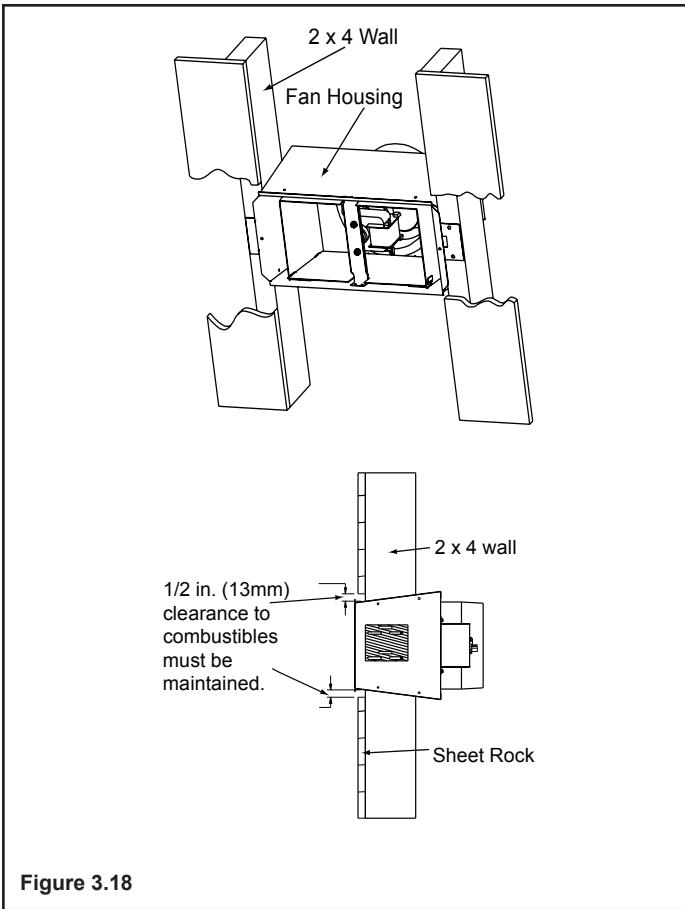 2 x 4 Wall
Fan Housing
2 x 4 wall
1/2 in. (13mm)
clearance to
combustibles
must be
maintained.
Sheet Rock
Figure 3.18